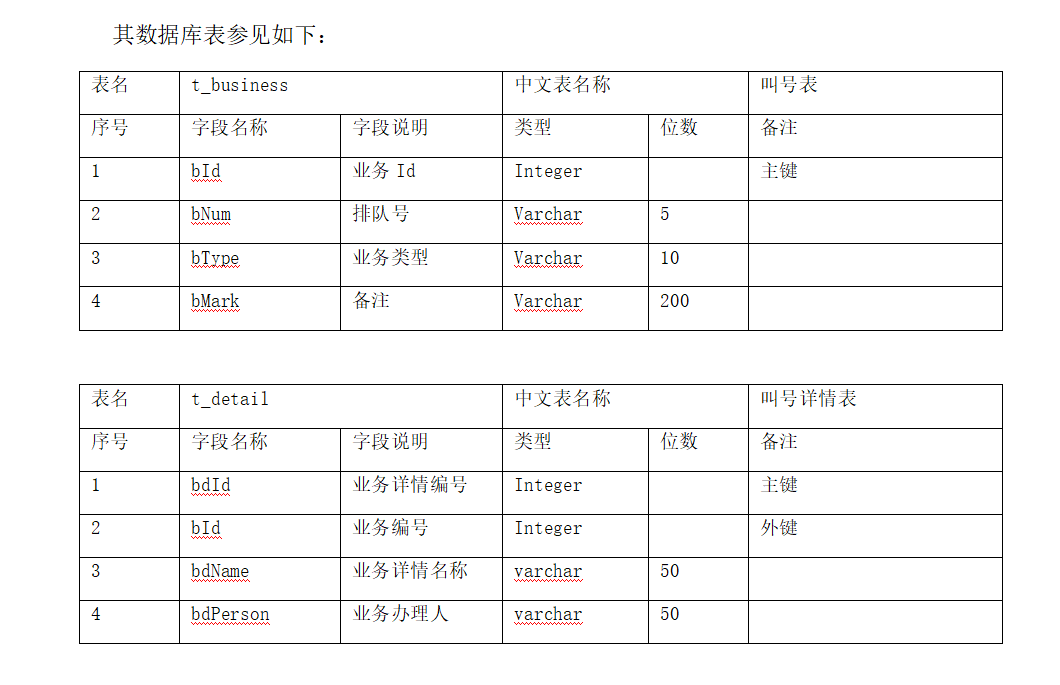 其数据库表参见如下：
表名 t_business 中文表名称 叫号表
序号 字段名称 字段说明 类型 位数 备注
1 bId 业务 Id Integer 主键
2 bNum 排队号 Varchar 5
3 bType 业务类型 Varchar 10
4 bMark 备注 Varchar 200
表名 t_detail 中文表名称 叫号详情表
序号 字段名称 字段说明 类型 位数 备注
1 bdId 业务详情编号 Integer 主键
2 bId 业务编号 Integer 外键
3 bdName 业务详情名称 varchar 50
4 bdPerson 业务办理人 varchar 50